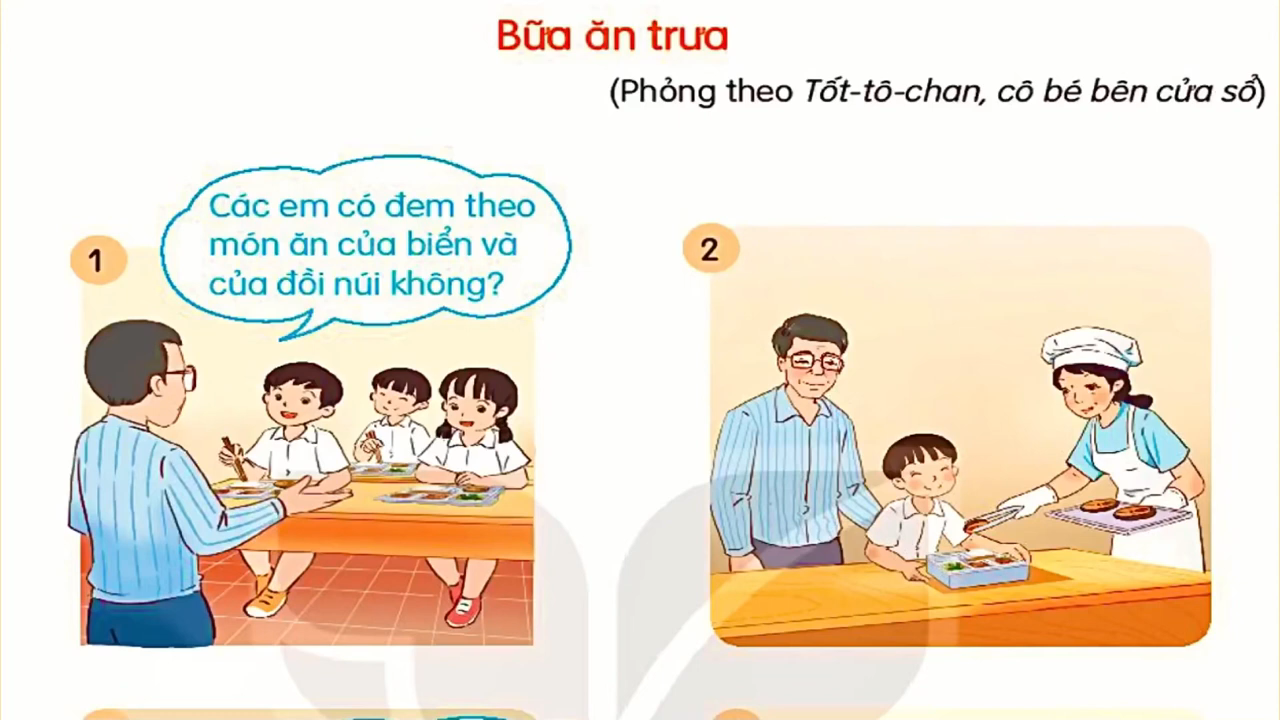 Bữa ăn trưa
(Phỏng theo Tốt-tô-chan, cô bé bên cửa sổ)
1
Các em có đem theo
món ăn của biển và
của đồi núi không?
2